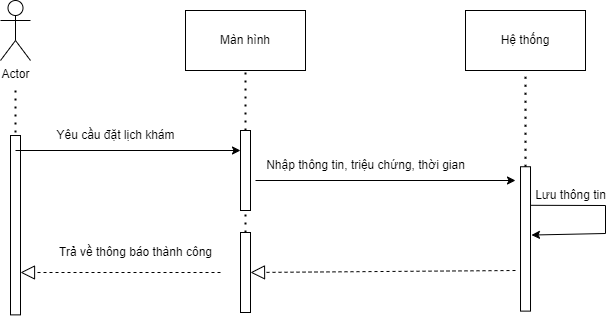 Màn hình
Hệ thống
Actor
Yêu cầu đặt lịch khám
Nhập thông tin, triệu chứng, thời gian
Lưu thông tin
Trả về thông báo thành công